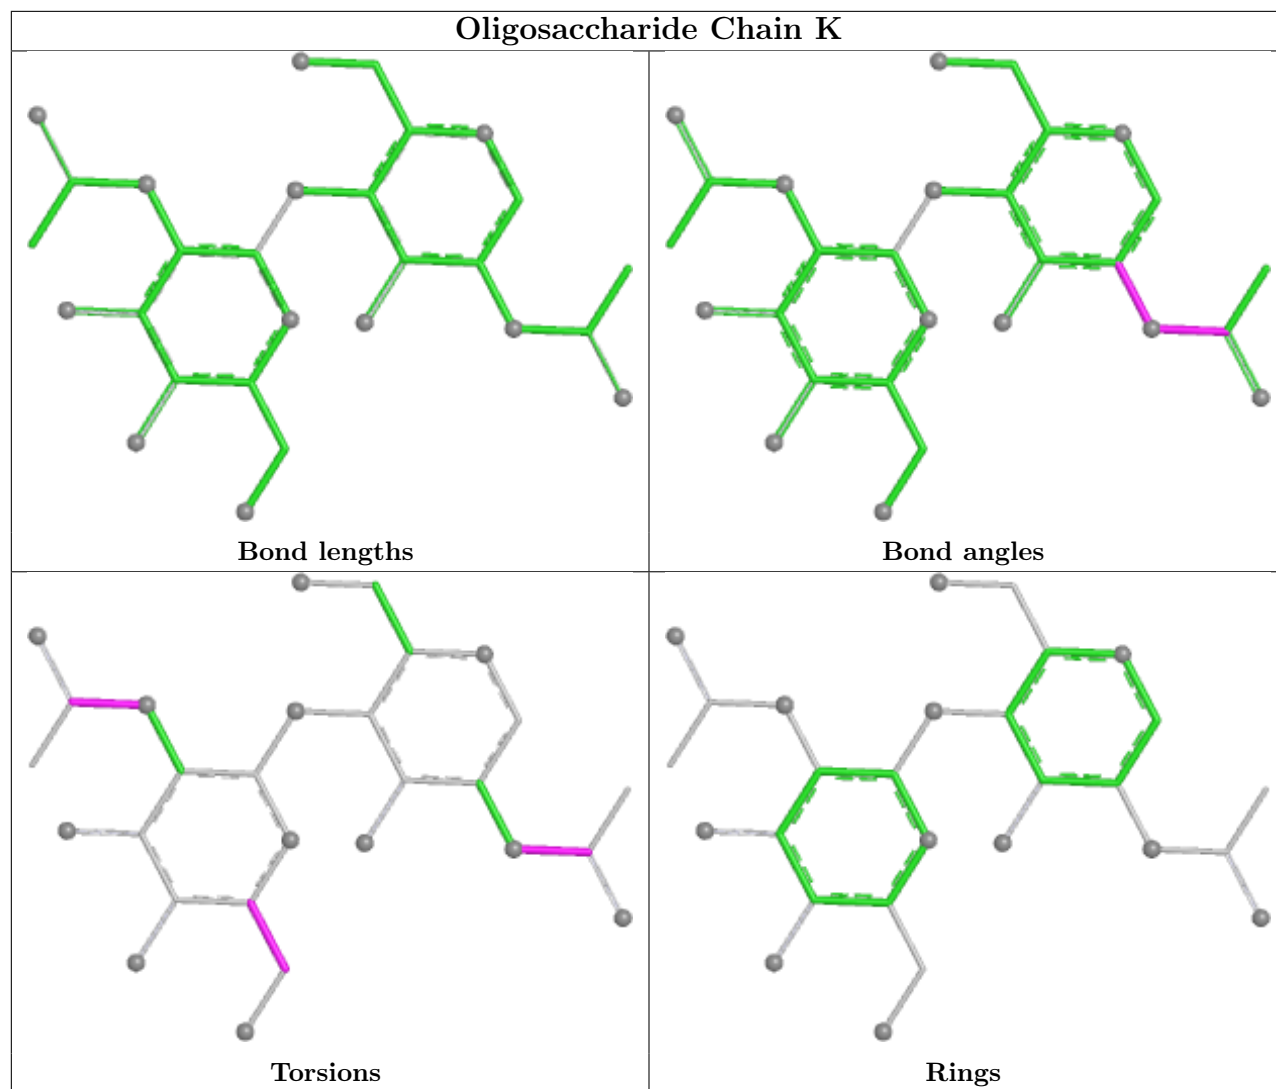 Oligosaccharide Chain K
Bond lengths
Bond angles
Torsions
Rings